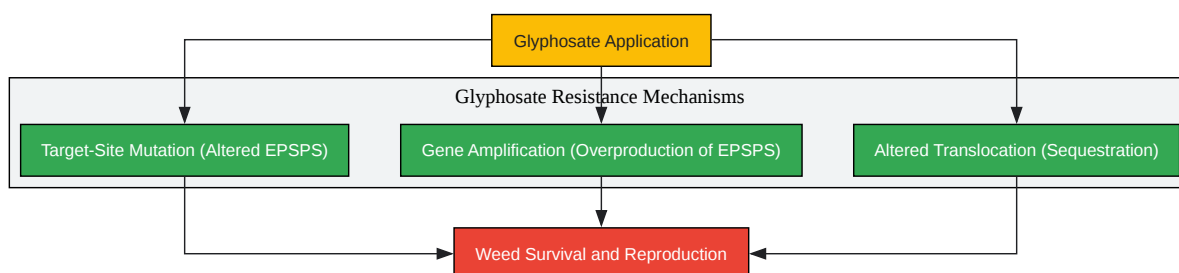 Glyphosate Application
Glyphosate Resistance Mechanisms
Target-Site Mutation (Altered EPSPS)
Gene Amplification (Overproduction of EPSPS)
Altered Translocation (Sequestration)
Weed Survival and Reproduction